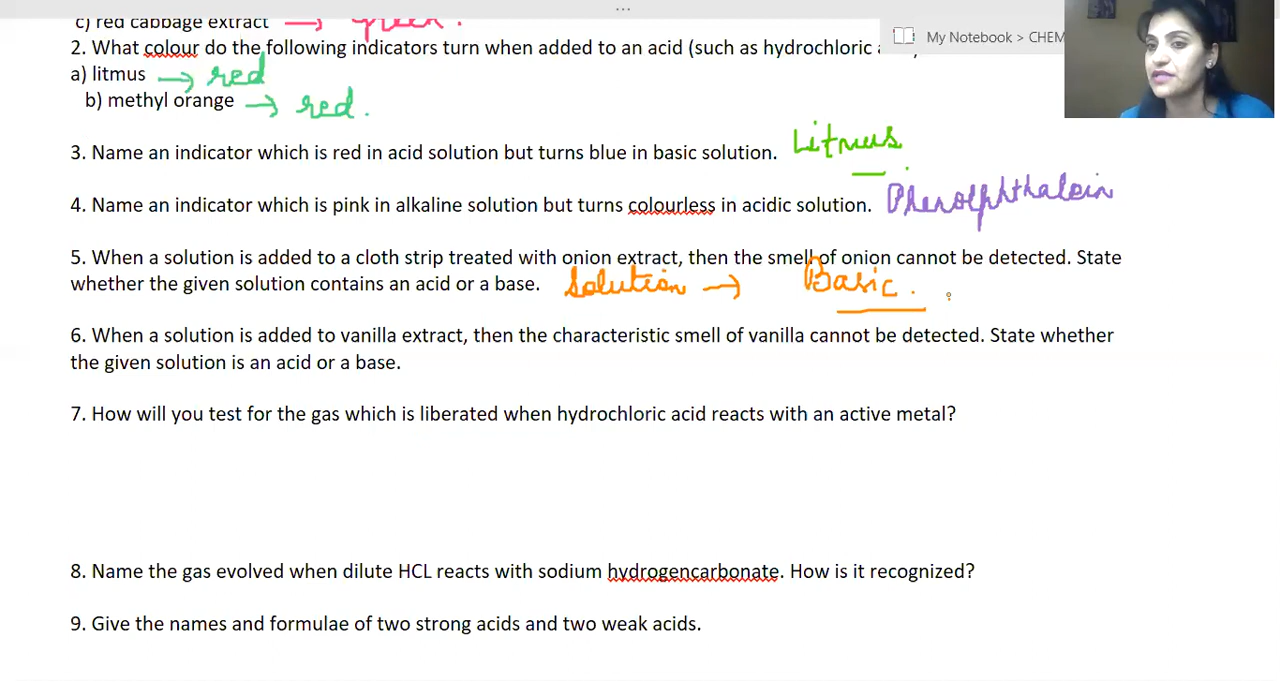 ...
c) red cabbage extract → green.
My Notebook > CHEM
2. What colour do the following indicators turn when added to an acid (such as hydrochloric
a) litmus → red
b) methyl orange → red.
3. Name an indicator which is red in acid solution but turns blue in basic solution. Litmus
4. Name an indicator which is pink in alkaline solution but turns colourless in acidic solution. Phenolphthalein
5. When a solution is added to a cloth strip treated with onion extract, then the smell of onion cannot be detected. State
whether the given solution contains an acid or a base. Solution → Basic.
6. When a solution is added to vanilla extract, then the characteristic smell of vanilla cannot be detected. State whether
the given solution is an acid or a base.
7. How will you test for the gas which is liberated when hydrochloric acid reacts with an active metal?
8. Name the gas evolved when dilute HCL reacts with sodium hydrogencarbonate. How is it recognized?
9. Give the names and formulae of two strong acids and two weak acids.